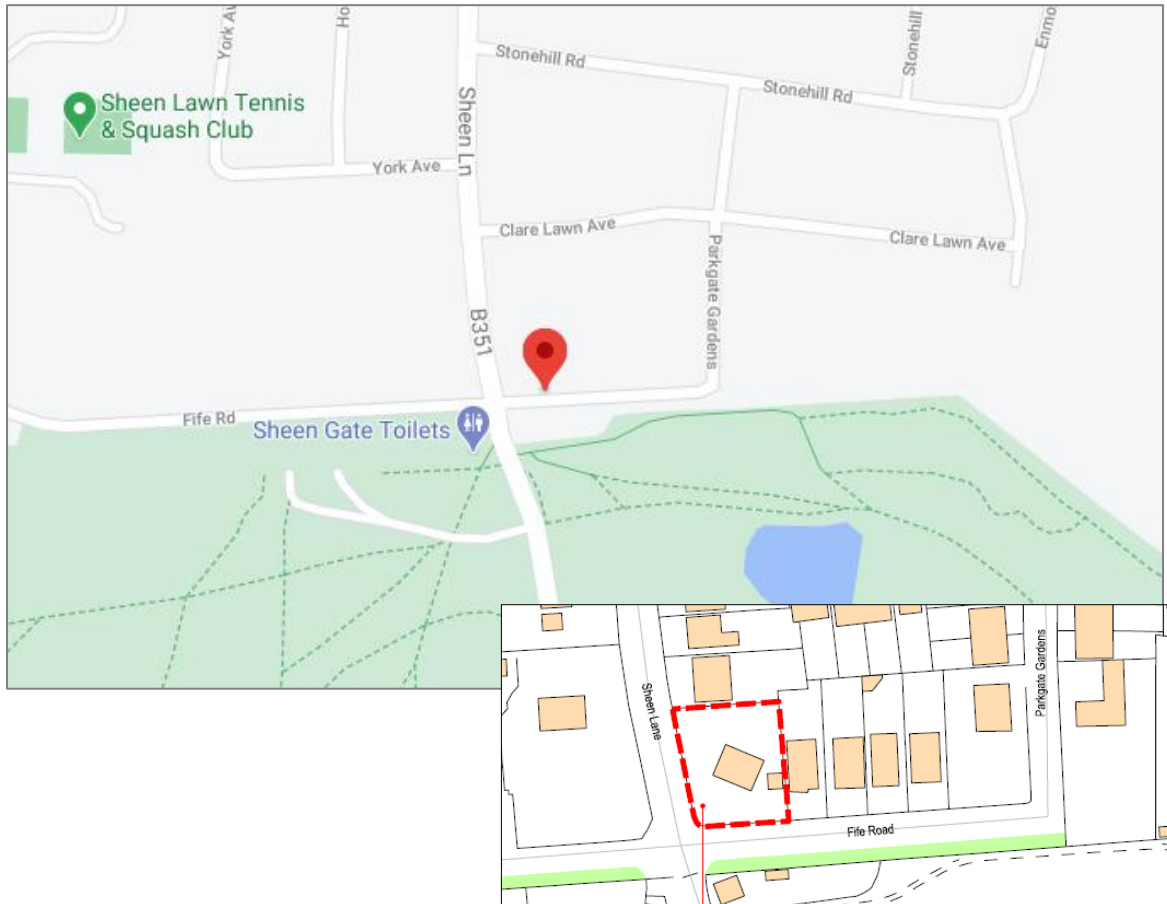 York Av
Ho
Stonehill Rd
Stonehill Rd
Stonehill
Enmo
Sheen Lawn Tennis
& Squash Club
Sheen Ln
York Ave
Clare Lawn Ave
Clare Lawn Ave
Parkgate Gardens
B351
Fife Rd
Sheen Gate Toilets
Sheen Lane
Parkgate Gardens
Fife Road